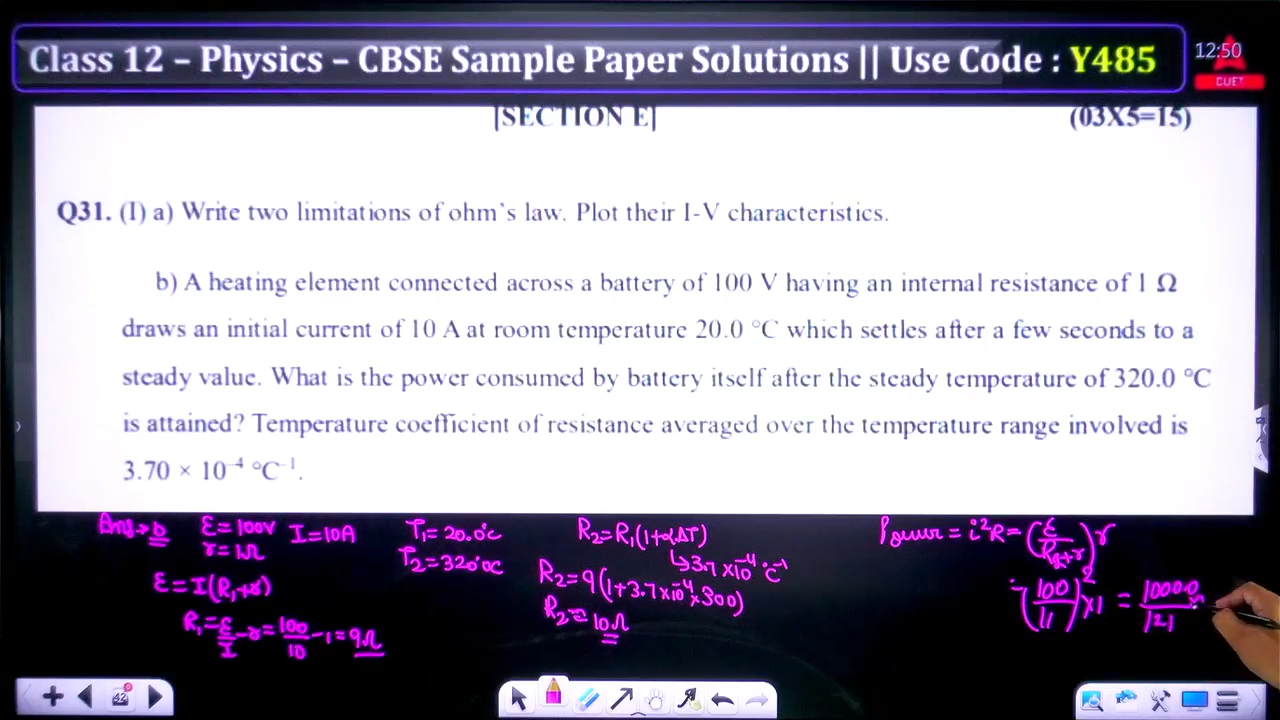 Class 12 – Physics – CBSE Sample Paper Solutions || Use Code : Y485
12:50
CUET
[SECTION E]
(03X5=15)
Q31. (I) a) Write two limitations of ohm's law. Plot their I-V characteristics.
b) A heating element connected across a battery of 100 V having an internal resistance of 1 Ω
draws an initial current of 10 A at room temperature 20.0 °C which settles after a few seconds to a
steady value. What is the power consumed by battery itself after the steady temperature of 320.0 °C
is attained? Temperature coefficient of resistance averaged over the temperature range involved is
3.70 × 10⁻⁴ °C⁻¹.
Ans → b
ε = 100V I = 10A
r = 1Ω
ε = I(R₁+r)
R₁ = ε/I − r = 100/10 − 1 = 9Ω
T₁ = 20.0°C
T₂ = 320°C
R₂ = R₁(1+α ΔT)
↳ 3.7 × 10⁻⁴ °C⁻¹
R₂ = 9(1+3.7×10⁻⁴×300)
R₂ = 10Ω
Power = i²R = (ε/(R₂+r))² r
= (100/11)² × 1 = 10000/121
42